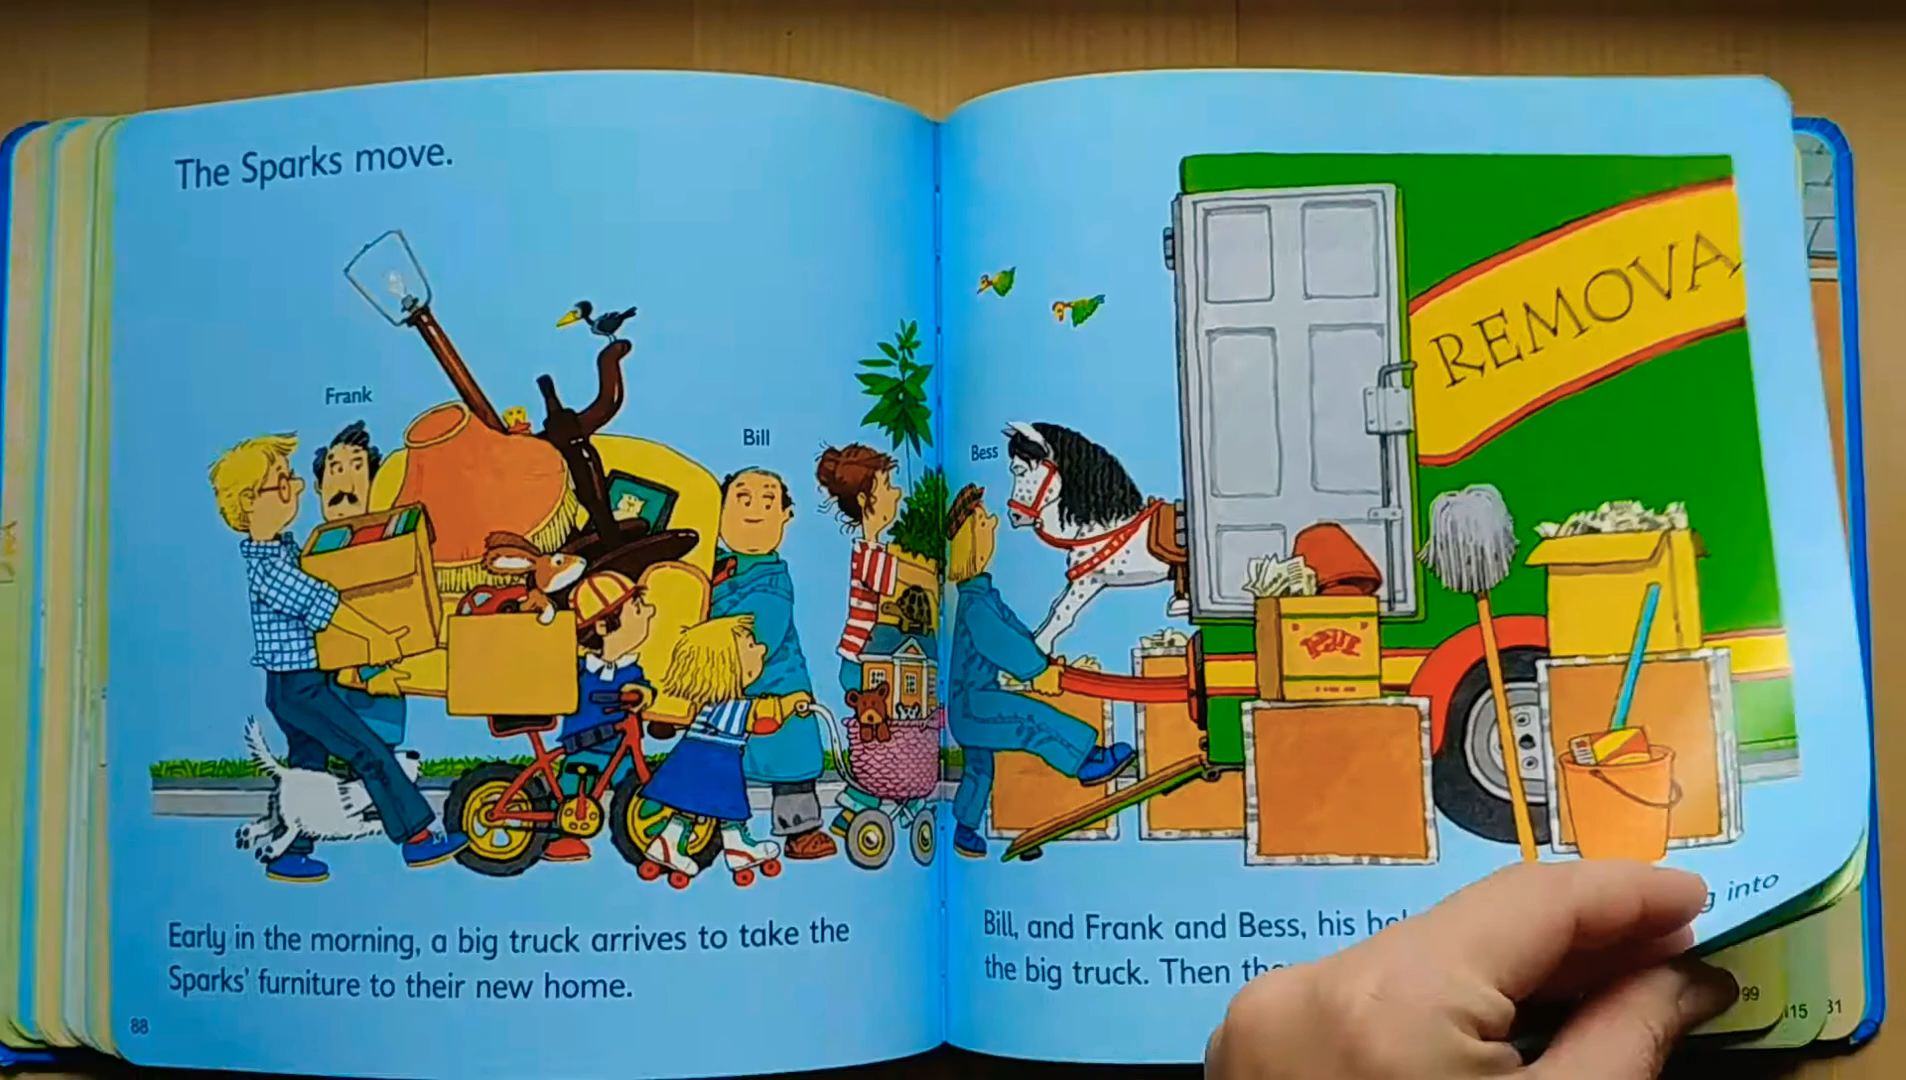 The Sparks move.
Frank
Bill
Bess
REMOVA
Early in the morning, a big truck arrives to take the
Sparks' furniture to their new home.
88
Bill, and Frank and Bess, his
into
the big truck. Then
99
115
31